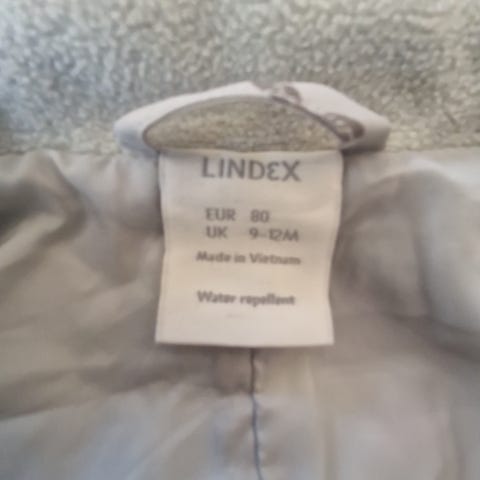 LINDEX
EUR 80
UK 9-12M
Made in Vietnam
Water repellent